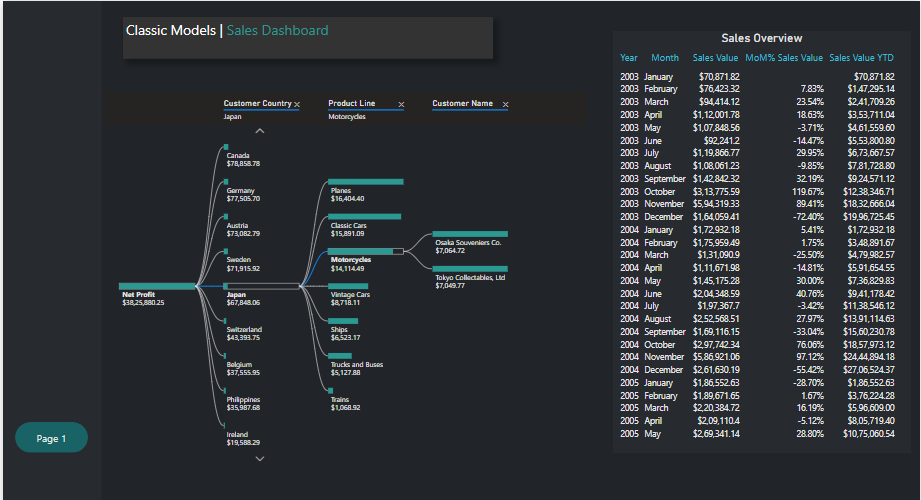 Classic Models | Sales Dashboard
Customer Country ×
Product Line ×
Customer Name ×
Japan
Motorcycles
Canada
$78,858.78
Germany
$77,505.70
Austria
$73,082.79
Sweden
$71,915.92
Net Profit
$38,25,880.25
Japan
$67,848.06
Switzerland
$43,393.75
Belgium
$37,555.95
Philippines
$35,987.68
Ireland
$19,588.29
Planes
$16,404.40
Classic Cars
$15,891.09
Motorcycles
$14,114.49
Vintage Cars
$8,718.11
Ships
$6,523.17
Trucks and Buses
$5,127.88
Trains
$1,068.92
Osaka Souveniers Co.
$7,064.72
Tokyo Collectables, Ltd
$7,049.77
Page 1
Sales Overview
Year Month Sales Value MoM% Sales Value Sales Value YTD
2003 January $70,871.82 $70,871.82
2003 February $76,423.32 7.83% $1,47,295.14
2003 March $94,414.12 23.54% $2,41,709.26
2003 April $1,12,001.78 18.63% $3,53,711.04
2003 May $1,07,848.56 -3.71% $4,61,559.60
2003 June $92,241.2 -14.47% $5,53,800.80
2003 July $1,19,866.77 29.95% $6,73,667.57
2003 August $1,08,061.23 -9.85% $7,81,728.80
2003 September $1,42,842.32 32.19% $9,24,571.12
2003 October $3,13,775.59 119.67% $12,38,346.71
2003 November $5,94,319.33 89.41% $18,32,666.04
2003 December $1,64,059.41 -72.40% $19,96,725.45
2004 January $1,72,932.18 5.41% $1,72,932.18
2004 February $1,75,959.49 1.75% $3,48,891.67
2004 March $1,31,090.9 -25.50% $4,79,982.57
2004 April $1,11,671.98 -14.81% $5,91,654.55
2004 May $1,45,175.28 30.00% $7,36,829.83
2004 June $2,04,348.59 40.76% $9,41,178.42
2004 July $1,97,367.7 -3.42% $11,38,546.12
2004 August $2,52,568.51 27.97% $13,91,114.63
2004 September $1,69,116.15 -33.04% $15,60,230.78
2004 October $2,97,742.34 76.06% $18,57,973.12
2004 November $5,86,921.06 97.12% $24,44,894.18
2004 December $2,61,630.19 -55.42% $27,06,524.37
2005 January $1,86,552.63 -28.70% $1,86,552.63
2005 February $1,89,671.65 1.67% $3,76,224.28
2005 March $2,20,384.72 16.19% $5,96,609.00
2005 April $2,09,110.4 -5.12% $8,05,719.40
2005 May $2,69,341.14 28.80% $10,75,060.54